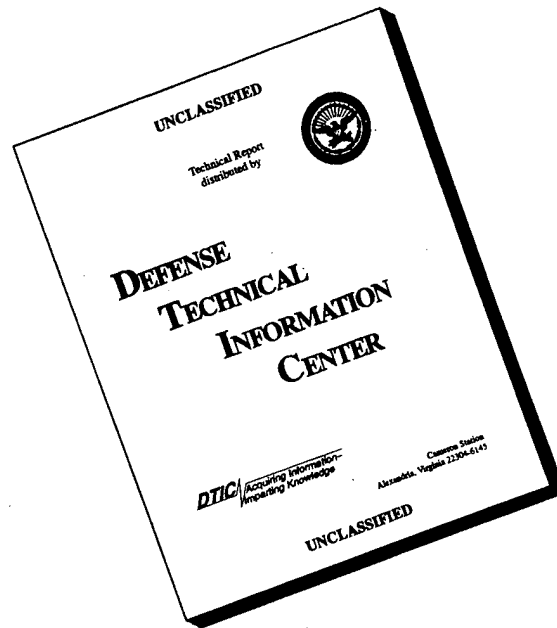 UNCLASSIFIED
Technical Report
distributed by
DEFENSE
TECHNICAL
INFORMATION
CENTER
DTIC
Acquiring Information-
Imparting Knowledge
Cameron Station
Alexandria, Virginia 22304-6145
UNCLASSIFIED